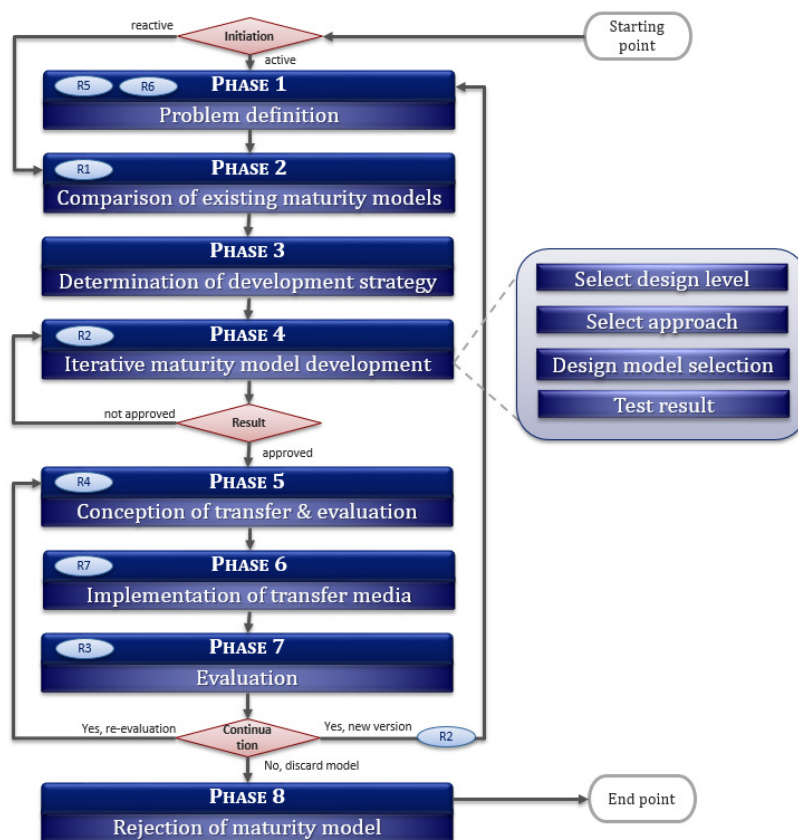 reactive
Initiation
Starting
point
active
R5 R6 PHASE 1
Problem definition
R1 PHASE 2
Comparison of existing maturity models
PHASE 3
Determination of development strategy
R2 PHASE 4
Iterative maturity model development
Select design level
Select approach
Design model selection
Test result
not approved
Result
approved
R4 PHASE 5
Conception of transfer & evaluation
R7 PHASE 6
Implementation of transfer media
R3 PHASE 7
Evaluation
Yes, re-evaluation
Continua
tion
Yes, new version
R2
No, discard model
PHASE 8
Rejection of maturity model
End point